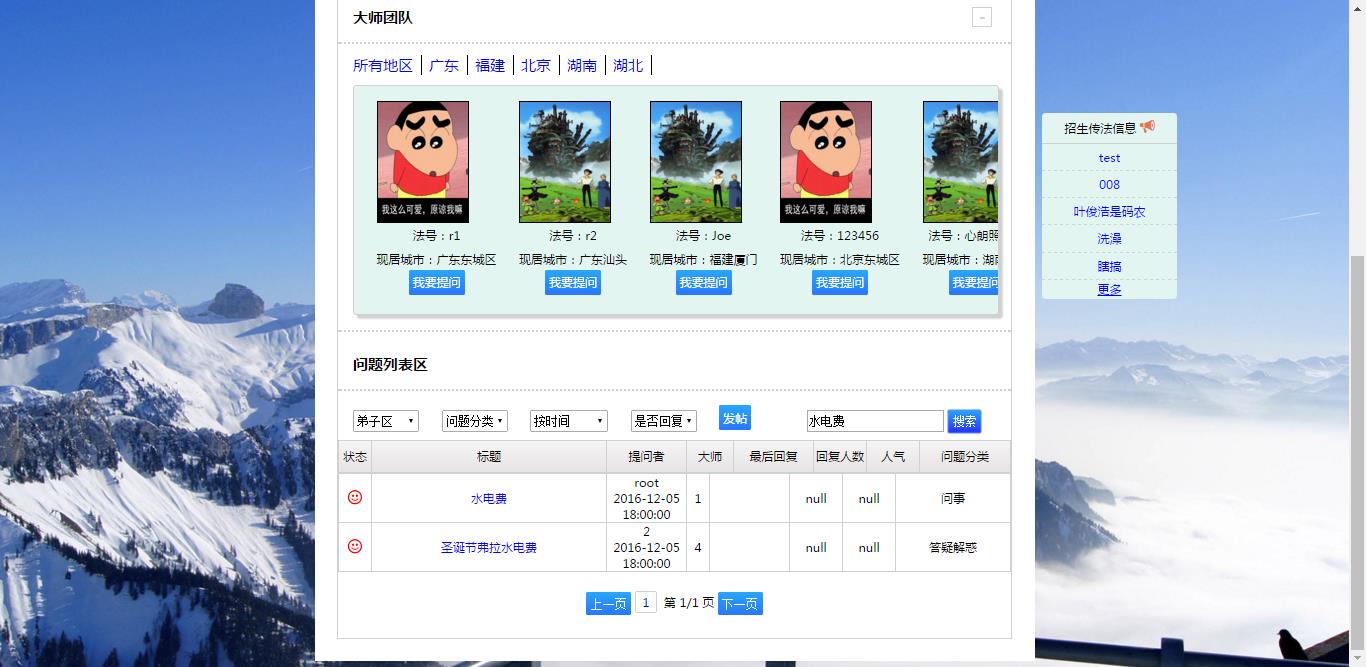 大师团队
-
所有地区 广东 福建 北京 湖南 湖北
我这么可爱，原谅我嘛
我这么可爱，原谅我嘛
法号：r1 法号：r2 法号：Joe 法号：123456 法号：心朗照
现居城市：广东东城区 现居城市：广东汕头 现居城市：福建厦门 现居城市：北京东城区 现居城市：湖
我要提问 我要提问 我要提问 我要提问 我要提问
招生传法信息
test
008
叶俊浩是码农
洗澡
瞎搞
更多
问题列表区
弟子区 问题分类 按时间 是否回复 发帖 水电费 搜索
状态 标题 提问者 大师 最后回复 回复人数 人气 问题分类
水电费 root 2016-12-05 18:00:00 1 null null 问事
圣诞节弗拉水电费 2 2016-12-05 18:00:00 4 null null 答疑解惑
上一页 1 第 1/1 页 下一页